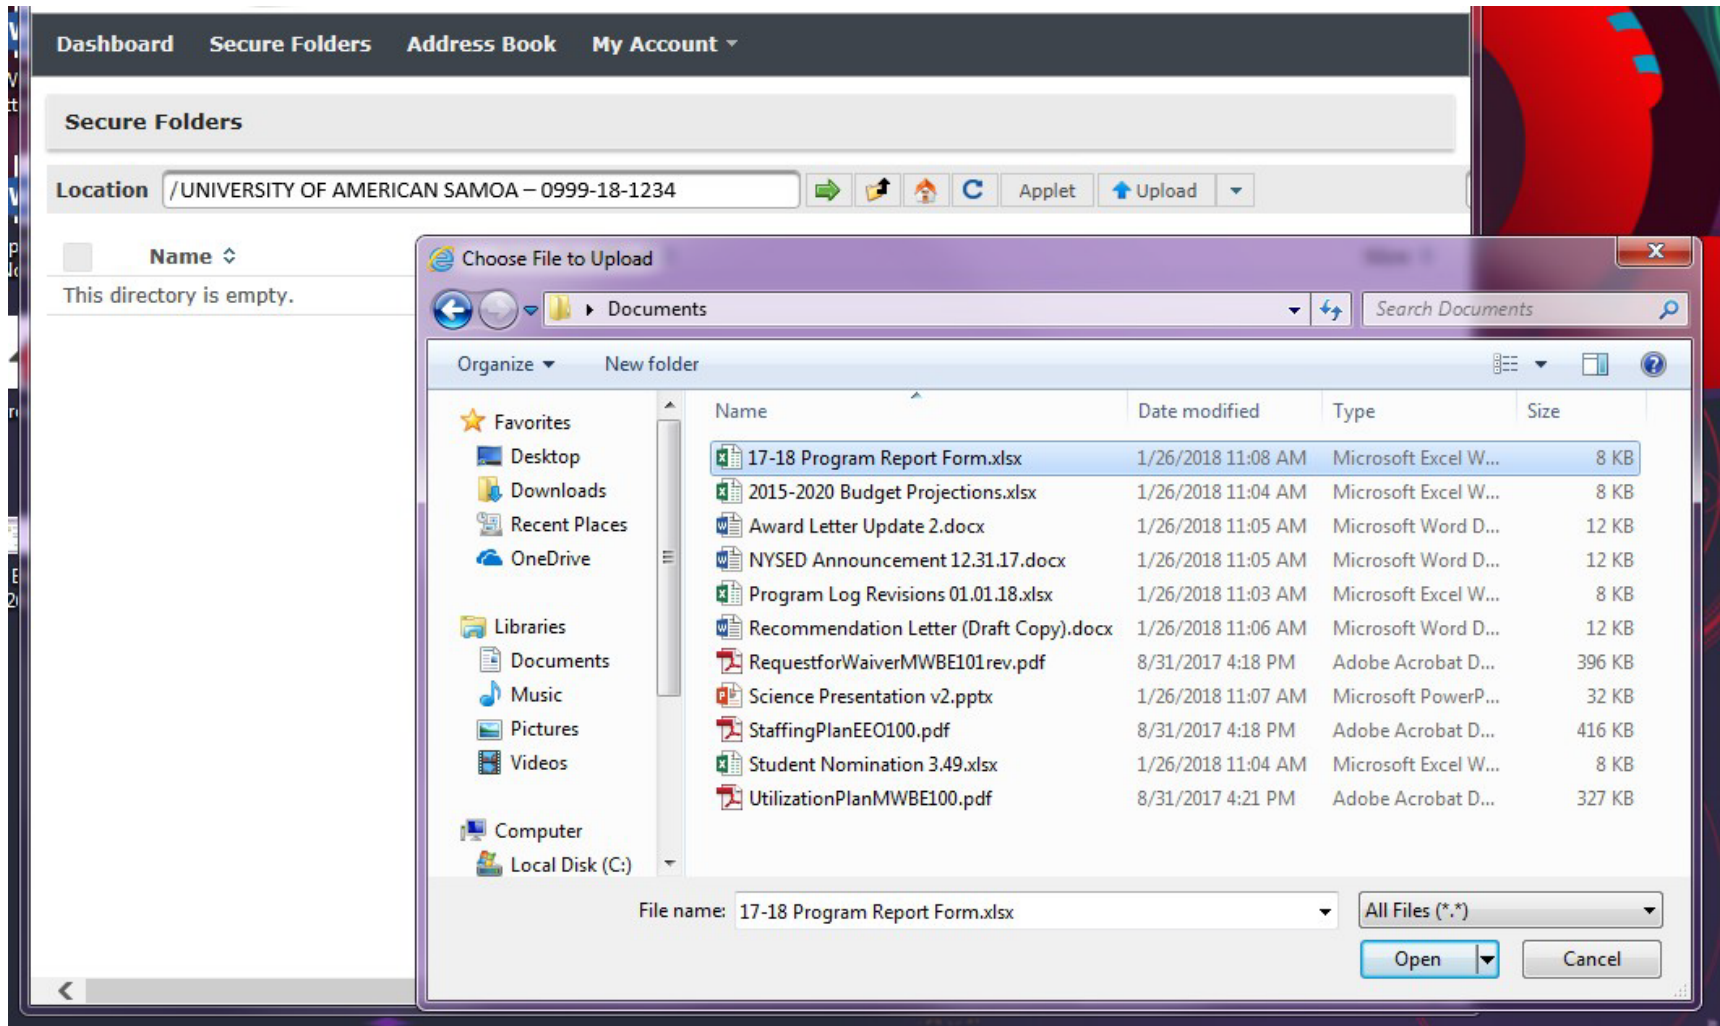 Dashboard Secure Folders Address Book My Account
Secure Folders
Location /UNIVERSITY OF AMERICAN SAMOA – 0999-18-1234 Applet Upload
Name
This directory is empty.
Choose File to Upload
Documents Search Documents
Organize New folder
Favorites
Desktop
Downloads
Recent Places
OneDrive
Libraries
Documents
Music
Pictures
Videos
Computer
Local Disk (C:)
Name Date modified Type Size
17-18 Program Report Form.xlsx 1/26/2018 11:08 AM Microsoft Excel W... 8 KB
2015-2020 Budget Projections.xlsx 1/26/2018 11:04 AM Microsoft Excel W... 8 KB
Award Letter Update 2.docx 1/26/2018 11:05 AM Microsoft Word D... 12 KB
NYSED Announcement 12.31.17.docx 1/26/2018 11:05 AM Microsoft Word D... 12 KB
Program Log Revisions 01.01.18.xlsx 1/26/2018 11:03 AM Microsoft Excel W... 8 KB
Recommendation Letter (Draft Copy).docx 1/26/2018 11:06 AM Microsoft Word D... 12 KB
RequestforWaiverMWBE101rev.pdf 8/31/2017 4:18 PM Adobe Acrobat D... 396 KB
Science Presentation v2.pptx 1/26/2018 11:07 AM Microsoft PowerP... 32 KB
StaffingPlanEEO100.pdf 8/31/2017 4:18 PM Adobe Acrobat D... 416 KB
Student Nomination 3.49.xlsx 1/26/2018 11:04 AM Microsoft Excel W... 8 KB
UtilizationPlanMWBE100.pdf 8/31/2017 4:21 PM Adobe Acrobat D... 327 KB
File name: 17-18 Program Report Form.xlsx All Files (*.*)
Open Cancel